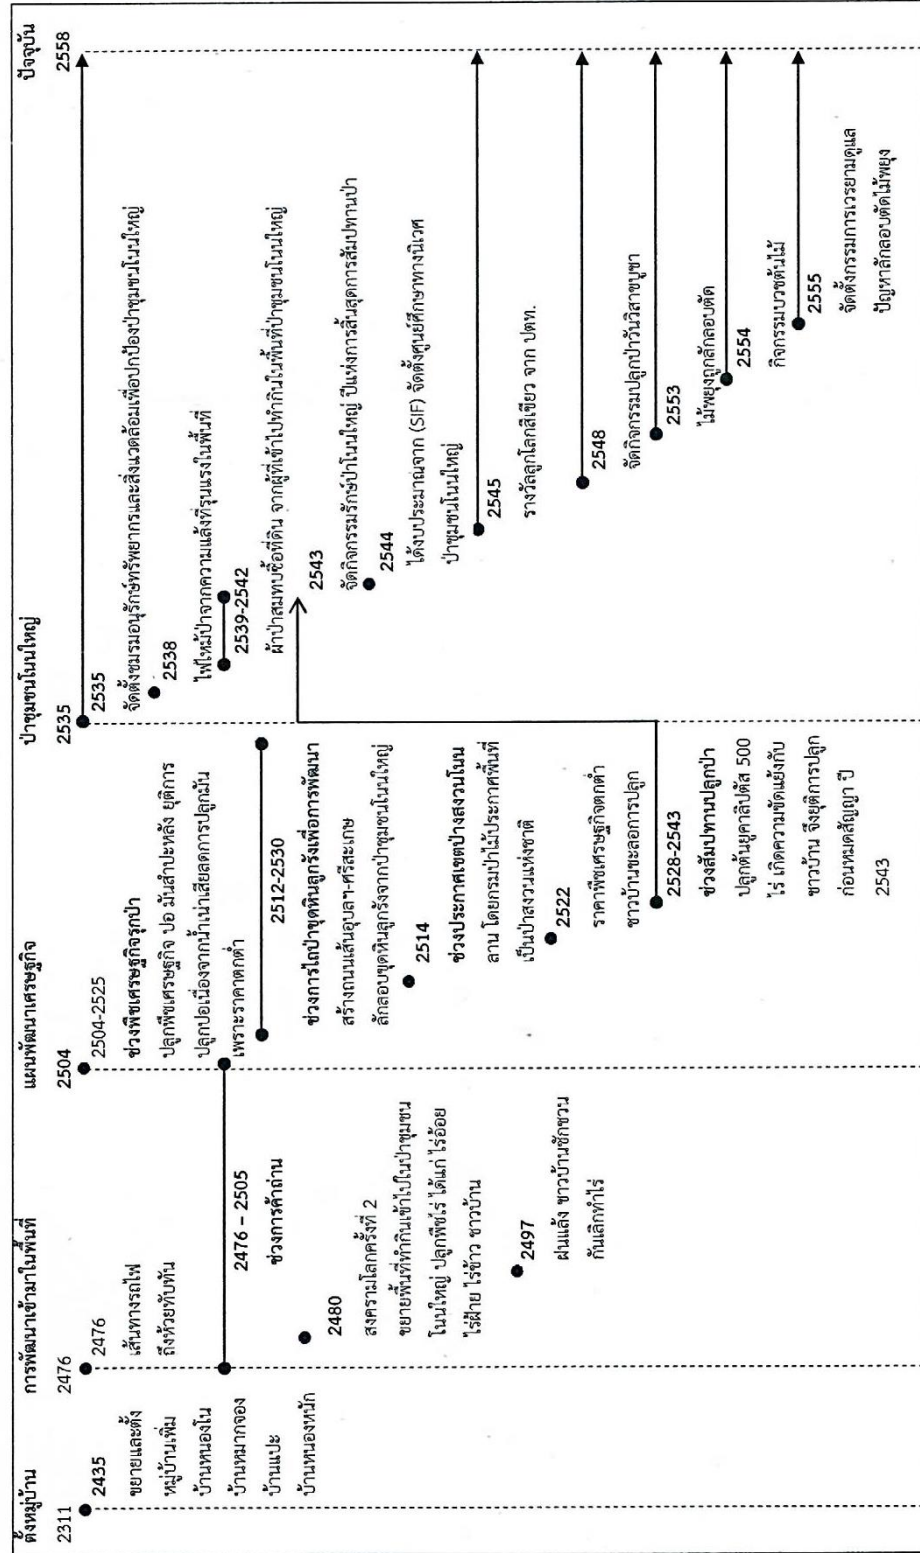 ตั้งหมู่บ้าน
2311
การพัฒนาเข้ามาในพื้นที่
2476
แผนพัฒนาเศรษฐกิจ
2504
ป่าชุมชนโนนใหญ่
2535
ปัจจุบัน
2558
2435
ขยายและตั้ง
หมู่บ้านเพิ่ม
บ้านหนองโน
บ้านหมากจอง
บ้านแปะ
บ้านหนองหนัก
2476
เส้นทางรถไฟ
ถึงห้วยทับทัน
2476 – 2505
ช่วงการค้าถ่าน
2480
สงครามโลกครั้งที่ 2
ขยายพื้นที่ทำกินเข้าไปในป่าชุมชน
โนนใหญ่ ปลูกพืชไร่ ได้แก่ ไร่อ้อย
ไร่ฝ้าย ไร่ข้าว ชาวบ้าน
2497
ฝนแล้ง ชาวบ้านชักชวน
กันเลิกทำไร่
2504-2525
ช่วงพืชเศรษฐกิจรุกป่า
ปลูกพืชเศรษฐกิจ ปอ มันสำปะหลัง ยุติการ
ปลูกปอเนื่องจากน้ำเน่าเสียลดการปลูกมัน
เพราะราคาตกต่ำ
2512-2530
ช่วงการไถป่าขุดหินลูกรังเพื่อการพัฒนา
สร้างถนนเส้นอุบลฯ-ศรีสะเกษ
ลักลอบขุดหินลูกรังจากป่าชุมชนโนนใหญ่
2514
ช่วงประกาศเขตป่าสงวนโนน
ลาน โดยกรมป่าไม้ประกาศพื้นที่
เป็นป่าสงวนแห่งชาติ
2522
ราคาพืชเศรษฐกิจตกต่ำ
ชาวบ้านชะลอการปลูก
2528-2543
ช่วงสัมปทานปลูกป่า
ปลูกต้นยูคาลิปตัส 500
ไร่ เกิดความขัดแย้งกับ
ชาวบ้าน จึงยุติการปลูก
ก่อนหมดสัญญา ปี
2543
2535
จัดตั้งชมรมอนุรักษ์ทรัพยากรและสิ่งแวดล้อมเพื่อปกป้องป่าชุมชนโนนใหญ่
2538
ไฟไหม้ป่าจากความแล้งที่รุนแรงในพื้นที่
2539-2542
ผ้าป่าสมทบซื้อที่ดิน จากผู้ที่เข้าไปทำกินในพื้นที่ป่าชุมชนโนนใหญ่
2543
จัดกิจกรรมรักษ์ป่าโนนใหญ่ ปีแห่งการสิ้นสุดการสัมปทานป่า
2544
ได้งบประมาณจาก (SIF) จัดตั้งศูนย์ศึกษาทางนิเวศ
ป่าชุมชนโนนใหญ่
2545
รางวัลลูกโลกสีเขียว จาก ปตท.
2548
จัดกิจกรรมปลูกป่าวันวิสาขบูชา
2553
ไม้พยุงถูกลักลอบตัด
2554
กิจกรรมบวชต้นไม้
2555
จัดตั้งกรรมการเวรยามดูแล
ปัญหาลักลอบตัดไม้พยุง